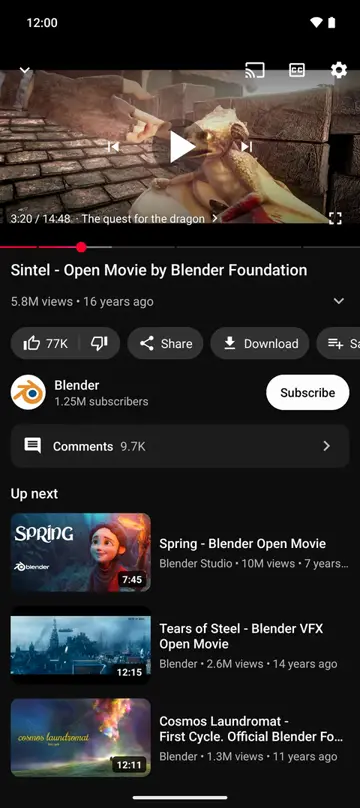 12:00
CC
3:20 / 14:48 · The quest for the dragon
Sintel - Open Movie by Blender Foundation
5.8M views • 16 years ago
77K
Share
Download
Sa
Blender
1.25M subscribers
Subscribe
Comments 9.7K
Up next
SPRING
blender
7:45
Spring - Blender Open Movie
Blender Studio • 10M views • 7 years...
12:15
Tears of Steel - Blender VFX
Open Movie
Blender • 2.6M views • 14 years ago
cosmos laundromat
12:11
Cosmos Laundromat -
First Cycle. Official Blender Fo...
Blender • 1.3M views • 11 years ago